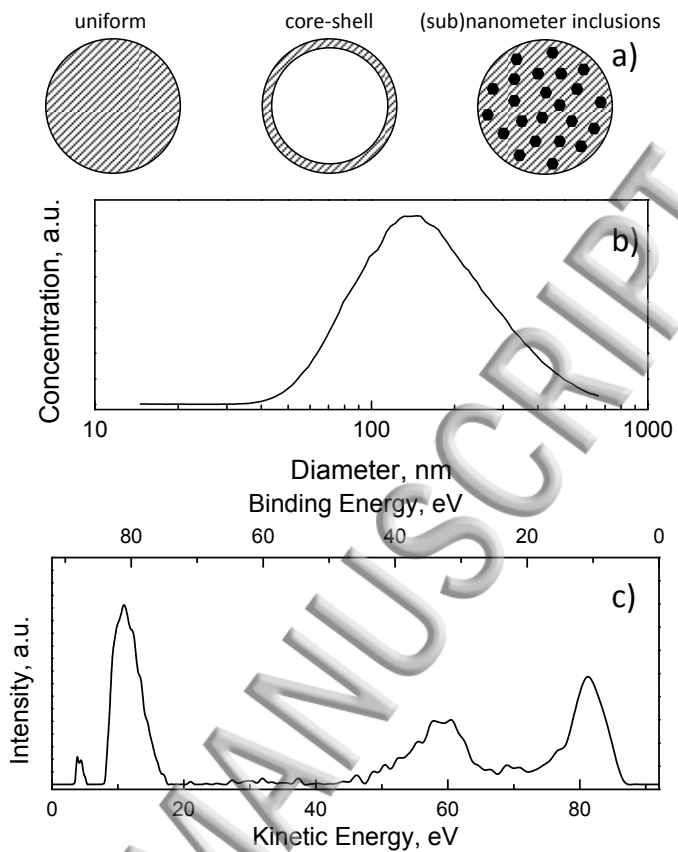 uniform core-shell (sub)nanometer inclusions
a)
b)
Concentration, a.u.
10 100 1000
Diameter, nm
Binding Energy, eV
80 60 40 20 0
c)
Intensity, a.u.
0 20 40 60 80
Kinetic Energy, eV
MANUSCRIPT